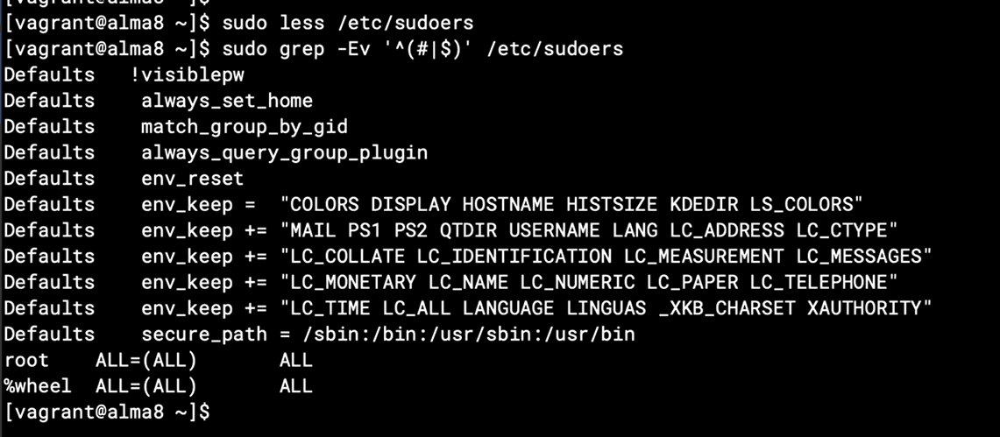 [vagrant@alma8 ~]$
[vagrant@alma8 ~]$ sudo less /etc/sudoers
[vagrant@alma8 ~]$ sudo grep -Ev '^(#|$)' /etc/sudoers
Defaults   !visiblepw
Defaults    always_set_home
Defaults    match_group_by_gid
Defaults    always_query_group_plugin
Defaults    env_reset
Defaults    env_keep =  "COLORS DISPLAY HOSTNAME HISTSIZE KDEDIR LS_COLORS"
Defaults    env_keep += "MAIL PS1 PS2 QTDIR USERNAME LANG LC_ADDRESS LC_CTYPE"
Defaults    env_keep += "LC_COLLATE LC_IDENTIFICATION LC_MEASUREMENT LC_MESSAGES"
Defaults    env_keep += "LC_MONETARY LC_NAME LC_NUMERIC LC_PAPER LC_TELEPHONE"
Defaults    env_keep += "LC_TIME LC_ALL LANGUAGE LINGUAS _XKB_CHARSET XAUTHORITY"
Defaults    secure_path = /sbin:/bin:/usr/sbin:/usr/bin
root    ALL=(ALL)       ALL
%wheel  ALL=(ALL)       ALL
[vagrant@alma8 ~]$